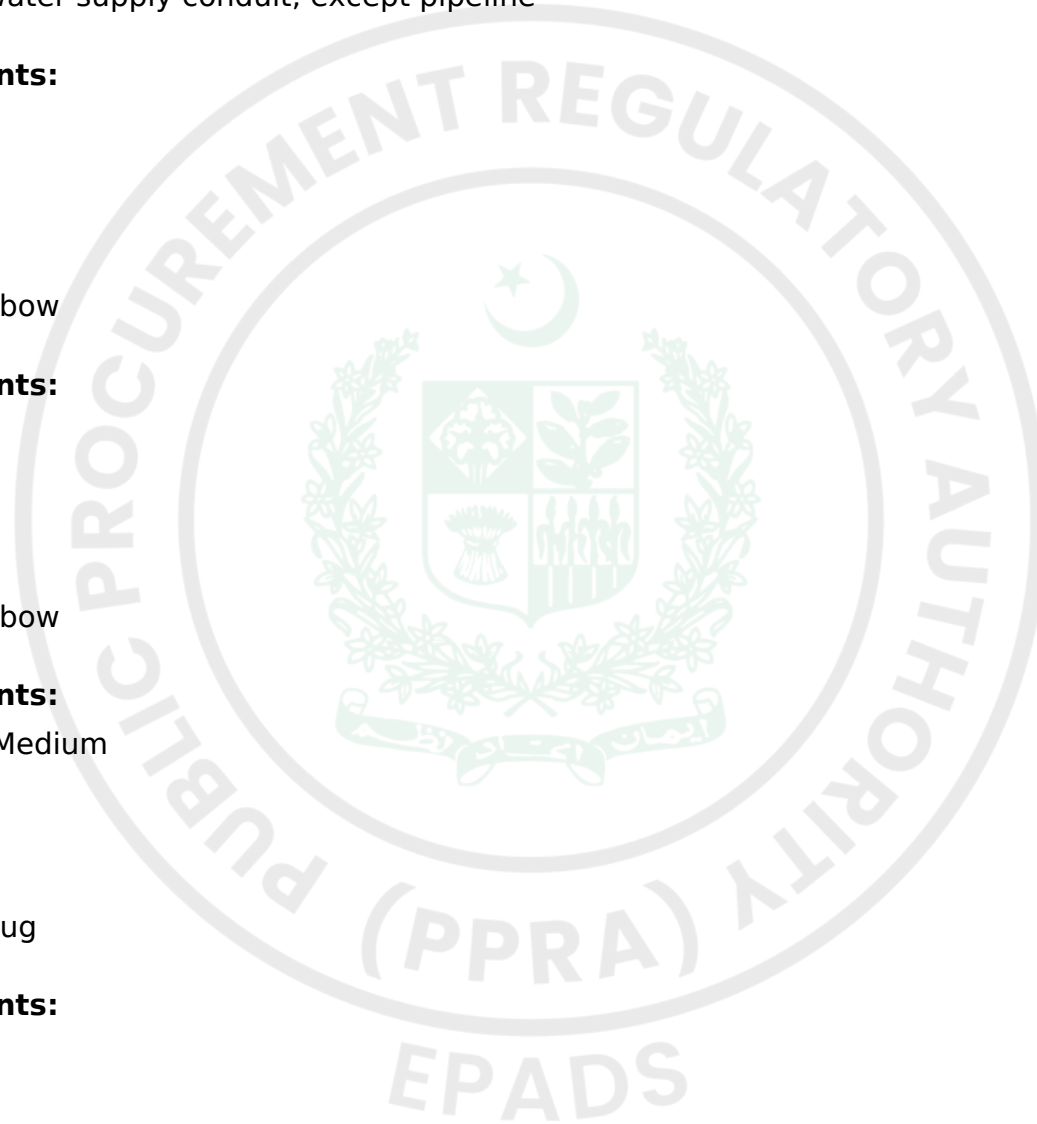 water supply conduit, except pipeline
nts:
bow
nts:
bow
nts:
Medium
ug
nts:
PUBLIC PROCUREMENT REGULATORY AUTHORITY
(PPRA)
EPADS